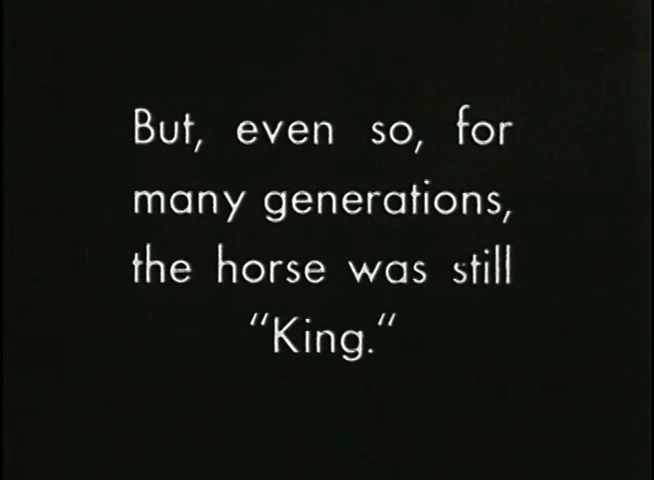 But, even so, for
many generations,
the horse was still
"King."